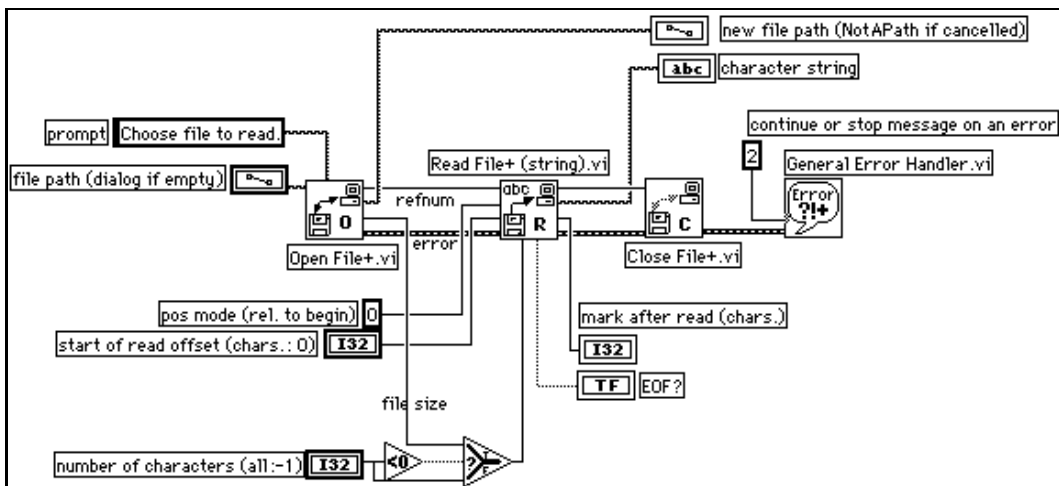 new file path (NotAPath if cancelled)
abc
character string
prompt
Choose file to read.
continue or stop message on an error
file path (dialog if empty)
Read File+ (string).vi
2
General Error Handler.vi
abc
Error
?!+
refnum
O
R
C
error
Open File+.vi
Close File+.vi
pos mode (rel. to begin)
0
mark after read (chars.)
start of read offset (chars.: 0)
I32
I32
TF
EOF?
file size
number of characters (all:-1)
I32
<0
?
T
F